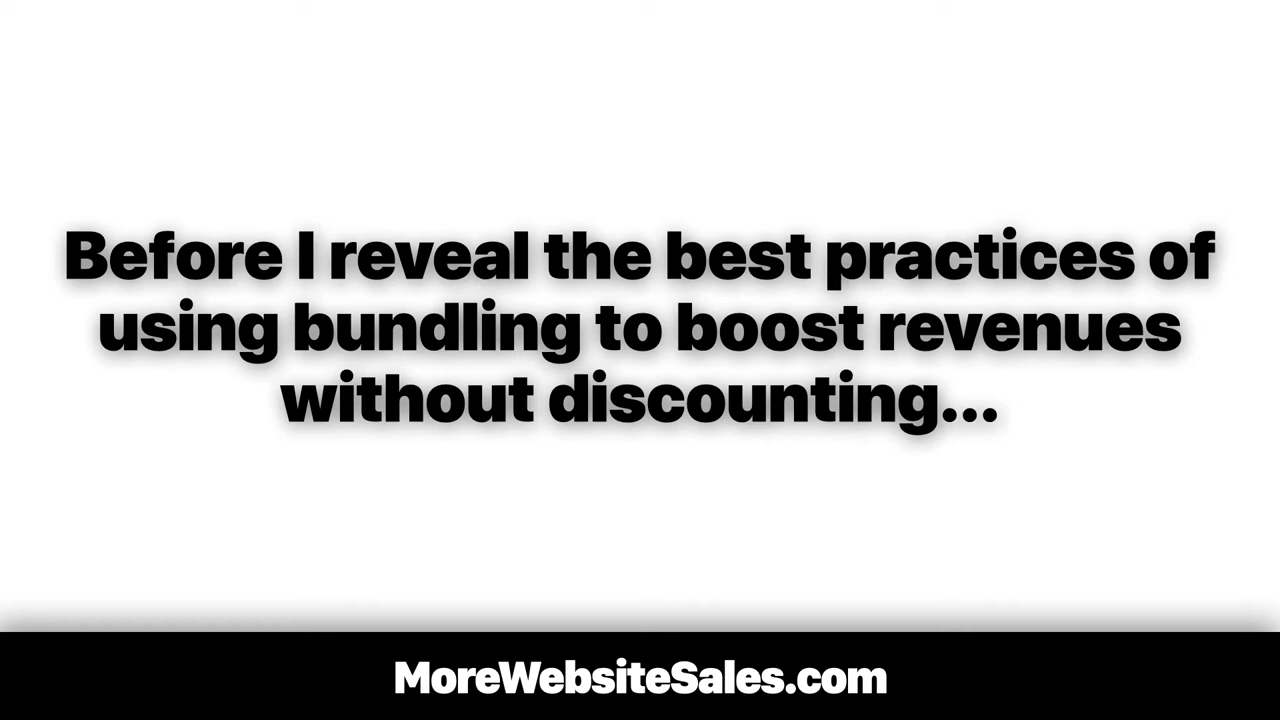 Before I reveal the best practices of
using bundling to boost revenues
without discounting...
MoreWebsiteSales.com